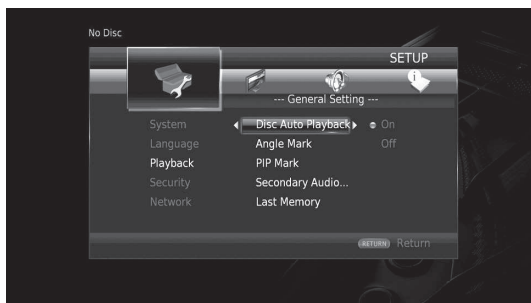 No Disc
SETUP
--- General Setting ---
System
Language
Playback
Security
Network
Disc Auto Playback
Angle Mark
PIP Mark
Secondary Audio...
Last Memory
On
Off
RETURN Return